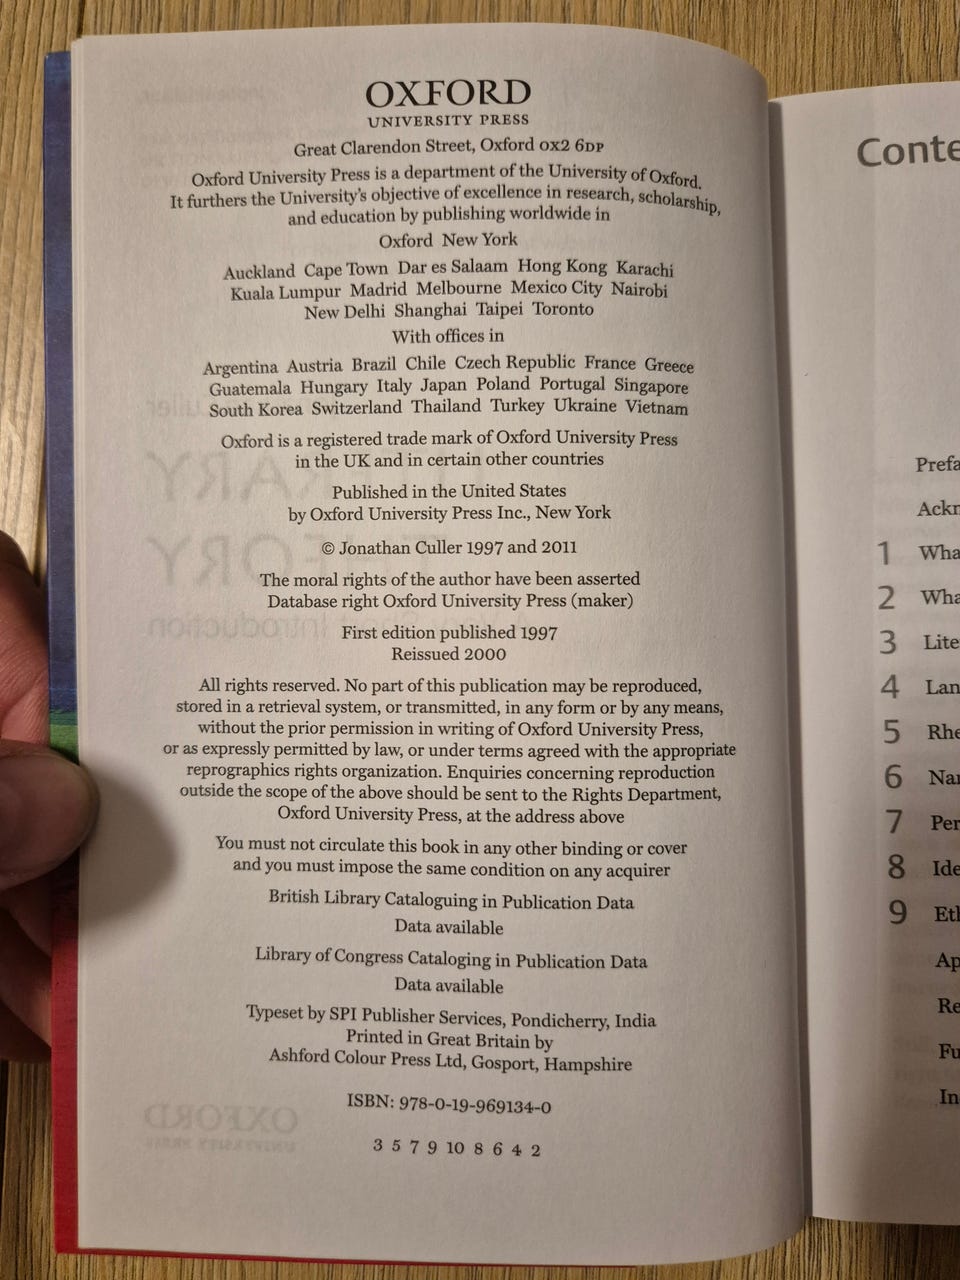 OXFORD
UNIVERSITY PRESS
Great Clarendon Street, Oxford OX2 6DP
Oxford University Press is a department of the University of Oxford.
It furthers the University's objective of excellence in research, scholarship,
and education by publishing worldwide in
Oxford New York
Auckland Cape Town Dar es Salaam Hong Kong Karachi
Kuala Lumpur Madrid Melbourne Mexico City Nairobi
New Delhi Shanghai Taipei Toronto
With offices in
Argentina Austria Brazil Chile Czech Republic France Greece
Guatemala Hungary Italy Japan Poland Portugal Singapore
South Korea Switzerland Thailand Turkey Ukraine Vietnam
Oxford is a registered trade mark of Oxford University Press
in the UK and in certain other countries
Published in the United States
by Oxford University Press Inc., New York
© Jonathan Culler 1997 and 2011
The moral rights of the author have been asserted
Database right Oxford University Press (maker)
First edition published 1997
Reissued 2000
All rights reserved. No part of this publication may be reproduced,
stored in a retrieval system, or transmitted, in any form or by any means,
without the prior permission in writing of Oxford University Press,
or as expressly permitted by law, or under terms agreed with the appropriate
reprographics rights organization. Enquiries concerning reproduction
outside the scope of the above should be sent to the Rights Department,
Oxford University Press, at the address above
You must not circulate this book in any other binding or cover
and you must impose the same condition on any acquirer
British Library Cataloguing in Publication Data
Data available
Library of Congress Cataloging in Publication Data
Data available
Typeset by SPI Publisher Services, Pondicherry, India
Printed in Great Britain by
Ashford Colour Press Ltd, Gosport, Hampshire
ISBN: 978-0-19-969134-0
3 5 7 9 10 8 6 4 2
Conte
Prefa
Ackn
1 Wha
2 Wha
3 Lite
4 Lan
5 Rhe
6 Nar
7 Per
8 Ide
9 Eth
Ap
Re
Fu
In